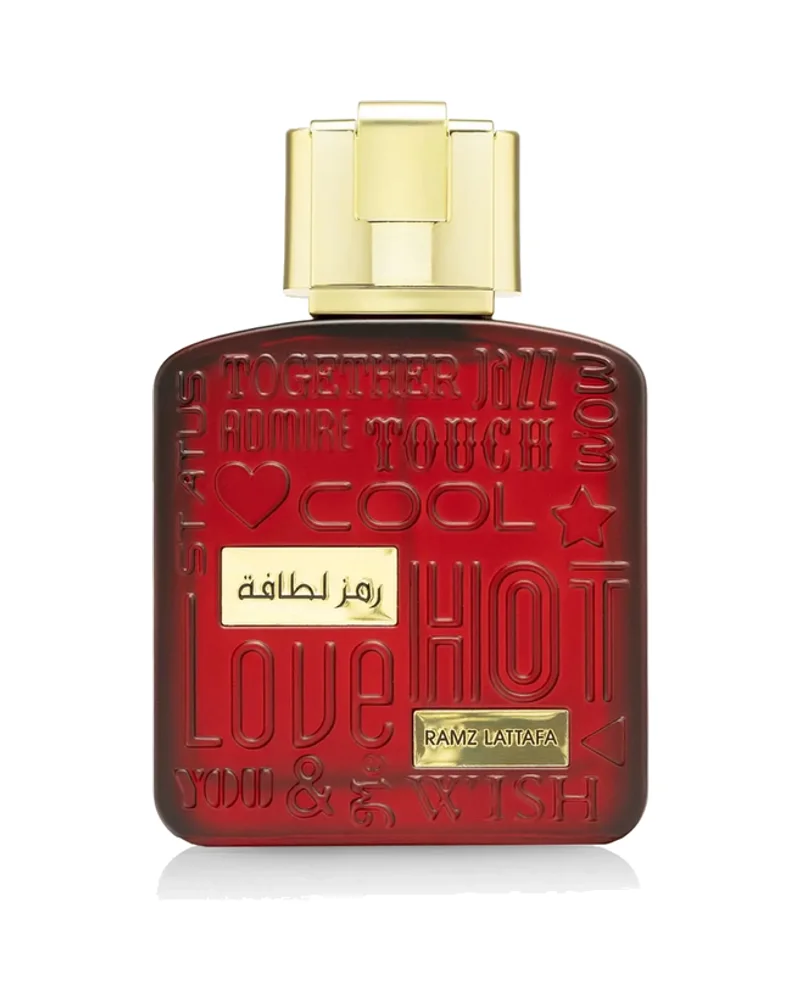 TOGETHER JAZZ
WOW
STATUS
ADMIRE TOUCH
COOL
رمز لطافة
HOT
LOVe
RAMZ LATTAFA
YOU & Me WISH